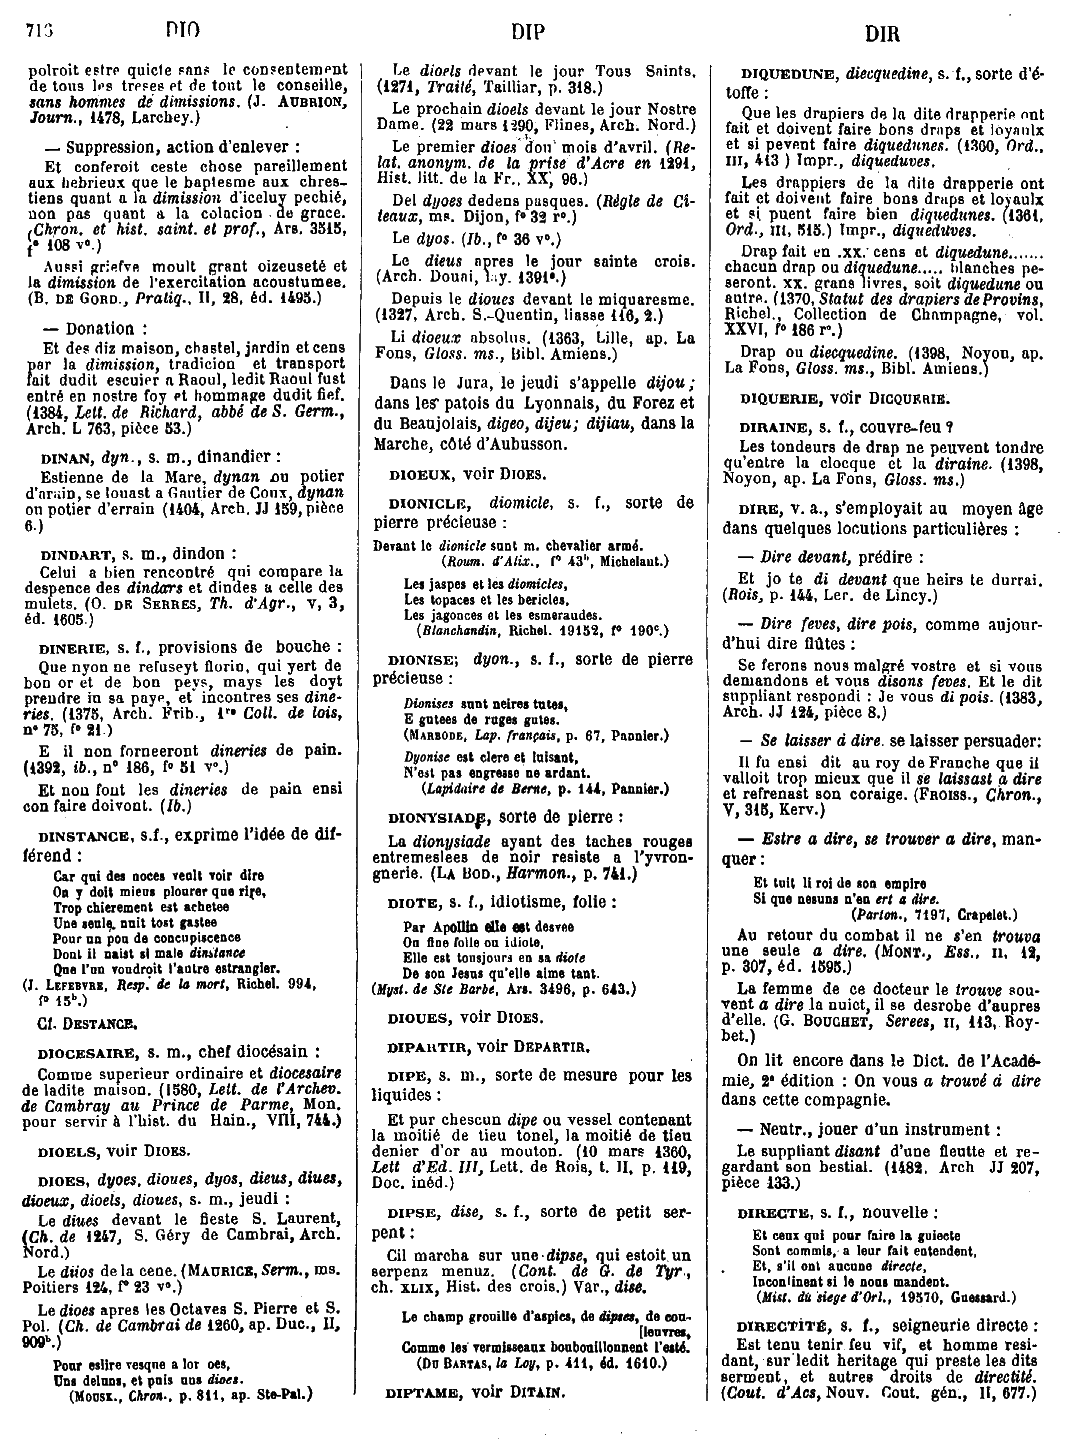 716 DIO DIP DIR
polroit estre quicte sans le consentement
de tous les treses et de tout le conseille,
sans hommes de dimissions. (J. AUBRION,
Journ., 1478, Larchey.)
— Suppression, action d'enlever :
Et conferoit ceste chose pareillement
aux hebrieux que le baptesme aux chres-
tiens quant a la dimission d'iceluy pechié,
non pas quant a la colacion de grace.
(Chron. et hist. saint. et prof., Ars. 3515,
f° 108 v°.)
Aussi griefve moult grant oizeuseté et
la dimission de l'exercitation acoustumee.
(B. DE GORD., Pratiq., II, 28, éd. 1495.)
— Donation :
Et des diz maison, chastel, jardin et cens
par la dimission, tradicion et transport
fait dudit escuier a Raoul, ledit Raoul fust
entré en nostre foy et hommage dudit fief.
(1384, Lett. de Richard, abbé de S. Germ.,
Arch. L 763, pièce 53.)
DINAN, dyn., s. m., dinandier :
Estienne de la Mare, dynan ou potier
d'arain, se louast a Gautier de Coux, dynan
ou potier d'errain (1404, Arch. JJ 159, pièce
6.)
DINDART, s. m., dindon :
Celui a bien rencontré qui compare la
despence des dindars et dindes a celle des
mulets. (O. DE SERRES, Th. d'Agr., V, 3,
éd. 1605.)
DINERIE, s. f., provisions de bouche :
Que nyon ne refuseyt florin, qui yert de
bon or et de bon peys, mays les doyt
prendre in sa paye, et incontres ses dine-
ries. (1375, Arch. Frib., 1re Coll. de lois,
n° 75, f° 21.)
E il non forneeront dineries de pain.
(1392, ib., n° 186, f° 51 v°.)
Et non font les dineries de pain ensi
con faire doivont. (Ib.)
DINSTANCE, s.f., exprime l'idée de dif-
férend :
Car qui des noces veult voir dire
On y doit mieus plourer que rire,
Trop chierement est achetee
Une seule nuit tost gastee
Pour un pou de concupiscence
Dont il naist si male dinstance
Que l'un voudroit l'autre estrangler.
(J. LEFEBVRE, Resp. de la mort, Richel. 994,
f° 15b.)
Cf. DESTANCE.
DIOCESAIRE, s. m., chef diocésain :
Comme superieur ordinaire et diocesaire
de ladite maison. (1580, Lett. de l'Archev.
de Cambray au Prince de Parme, Mon.
pour servir à l'hist. du Hain., VIII, 744.)
DIOELS, voir DIOES.
DIOES, dyoes, dioues, dyos, dieus, diues,
dioeux, dioels, dioues, s. m., jeudi :
Le diues devant le fieste S. Laurent,
(Ch. de 1247, S. Géry de Cambrai, Arch.
Nord.)
Le diios de la cene. (MAURICE, Serm., ms.
Poitiers 124, f° 23 v°.)
Le dioes apres les Octaves S. Pierre et S.
Pol. (Ch. de Cambrai de 1260, ap. Duc., II,
909b.)
Pour eslire vesque a lor oes,
Uns deluns, et puis uns dioes.
(MOUSK., Chron., p. 811, ap. Ste-Pal.)
Le dioels devant le jour Tous Saints.
(1271, Traité, Tailliar, p. 318.)
Le prochain dioels devant le jour Nostre
Dame. (22 mars 1290, Flines, Arch. Nord.)
Le premier dioes don mois d'avril. (Re-
lat. anonym. de la prise d'Acre en 1291,
Hist. litt. de la Fr., XX, 96.)
Del dyoes dedens pasques. (Régle de Ci-
teaux, ms. Dijon, f° 32 r°.)
Le dyos. (Ib., f° 36 v°.)
Le dieus apres le jour sainte crois.
(Arch. Douai, Lay. 1391*.)
Depuis le dioues devant le miquaresme.
(1327, Arch. S.-Quentin, liasse 116, 2.)
Li dioeux absolus. (1363, Lille, ap. La
Fons, Gloss. ms., Bibl. Amiens.)
Dans le Jura, le jeudi s'appelle dijou ;
dans les patois du Lyonnais, du Forez et
du Beaujolais, digeo, dijeu ; dijiau, dans la
Marche, côté d'Aubusson.
DIOEUX, voir DIOES.
DIONICLE, diomicle, s. f., sorte de
pierre précieuse :
Devant le dionicle sunt m. chevalier armé.
(Roum. d'Alix., f° 43b, Michelant.)
Les jaspes et les diomicles,
Les topaces et les bericles,
Les jagonces et les esmeraudes.
(Blanchandin, Richel. 19152, f° 190c.)
DIONISE; dyon., s. f., sorte de pierre
précieuse :
Dionises sunt neires tutes,
E gutees de ruges gutes.
(MARBODE, Lap. français, p. 67, Pannier.)
Dyonise est clere et luisant,
N'est pas engresse ne ardant.
(Lapidaire de Berne, p. 144, Pannier.)
DIONYSIADE, sorte de pierre :
La dionysiade ayant des taches rouges
entremeslees de noir resiste a l'yvron-
gnerie. (LA BOD., Harmon., p. 741.)
DIOTE, s. f., idiotisme, folie :
Par Apollin elle est desvee
On fine folle ou idiote,
Elle est tousjours en sa diote
De son Jesus qu'elle aime tant.
(Myst. de Ste Barbe, Ars. 3496, p. 643.)
DIOUES, voir DIOES.
DIPARTIR, voir DEPARTIR.
DIPE, s. m., sorte de mesure pour les
liquides :
Et pur chescun dipe ou vessel contenant
la moitié de tieu tonel, la moitié de tieu
denier d'or au mouton. (10 mars 1360,
Lett d'Ed. III, Lett. de Rois, t. II, p. 119,
Doc. inéd.)
DIPSE, dise, s. f., sorte de petit ser-
pent :
Cil marcha sur une dipse, qui estoit un
serpenz menuz. (Cont. de G. de Tyr.,
ch. XLIX, Hist. des crois.) Var., dise.
Le champ grouille d'aspics, de dipses, de cou-
[leuvres,
Comme les vermisseaux bouboulllonnent l'esté.
(DU BARTAS, la Loy, p. 411, éd. 1610.)
DIPTAME, voir DITAIN.
DIQUEDUNE, diecquedine, s. f., sorte d'é-
toffe :
Que les drapiers de la dite drapperie ont
fait et doivent faire bons draps et loyaulx
et si pevent faire diquedunes. (1360, Ord.,
III, 413 ) Impr., diqueduves.
Les drappiers de la dite drapperie ont
fait et doivent faire bons draps et loyaulx
et si puent faire bien diquedunes. (1361,
Ord., III, 515.) Impr., diqueduves.
Drap fait en .xx. cens et diquedune.......
chacun drap ou diquedune..... blanches pe-
seront. xx. grans livres, soit diquedune ou
autre. (1370, Statut des drapiers de Provins,
Richel., Collection de Champagne, vol.
XXVI, f° 186 r°.)
Drap ou diecquedine. (1398, Noyon, ap.
La Fons, Gloss. ms., Bibl. Amiens.)
DIQUERIE, voir DICQUERIE.
DIRAINE, s. f., couvre-feu ?
Les tondeurs de drap ne peuvent tondre
qu'entre la clocque et la diraine. (1398,
Noyon, ap. La Fons, Gloss. ms.)
DIRE, v. a., s'employait au moyen âge
dans quelques locutions particulières :
— Dire devant, prédire :
Et jo te di devant que heirs te durrai.
(Rois, p. 144, Ler. de Lincy.)
— Dire feves, dire pois, comme aujour-
d'hui dire flûtes :
Se ferons nous malgré vostre et si vous
demandons et vous disons feves. Et le dit
suppliant respondi : Je vous di pois. (1383,
Arch. JJ 124, pièce 8.)
— Se laisser à dire, se laisser persuader:
Il fu ensi dit au roy de Franche que il
valloit trop mieux que il se laissast a dire
et refrenast son coraige. (FROISS., Chron.,
V, 315, Kerv.)
— Estre a dire, se trouver a dire, man-
quer :
Et tuit li roi de son empire
Si que nesuns n'en ert a dire.
(Parton., 7197, Crapelet.)
Au retour du combat il ne s'en trouva
une seule a dire. (MONT., Ess., II, 12,
p. 307, éd. 1595.)
La femme de ce docteur le trouve sou-
vent a dire la nuict, il se desrobe d'aupres
d'elle. (G. BOUCHET, Serees, II, 113, Roy-
bet.)
On lit encore dans le Dict. de l'Acadé-
mie, 2e édition : On vous a trouvé à dire
dans cette compagnie.
— Neutr., jouer d'un instrument :
Le suppliant disant d'une fleutte et re-
gardant son bestial. (1482, Arch JJ 207,
pièce 133.)
DIRECTE, s. f., nouvelle :
Et ceux qui pour faire la guiecte
Sont commis, a leur fait entendent,
Et, s'il ont aucune directe,
Incontinent si le nous mandent.
(Mist. du siege d'Orl., 19570, Guessard.)
DIRECTITÉ, s. f., seigneurie directe :
Est tenu tenir feu vif, et homme resi-
dant, sur ledit heritage qui preste les dits
serment, et autres droits de directité.
(Cout. d'Acs, Nouv. Cout. gén., II, 677.)